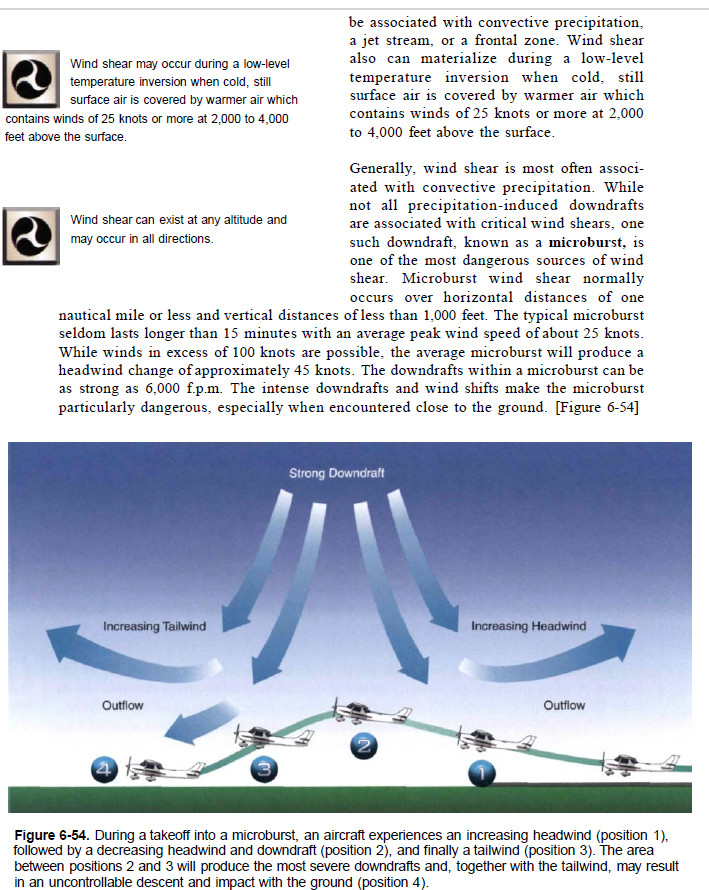 be associated with convective precipitation,
a jet stream, or a frontal zone. Wind shear
also can materialize during a low-level
temperature inversion when cold, still
surface air is covered by warmer air which
contains winds of 25 knots or more at 2,000
to 4,000 feet above the surface.
Wind shear may occur during a low-level
temperature inversion when cold, still
surface air is covered by warmer air which
contains winds of 25 knots or more at 2,000 to 4,000
feet above the surface.
Generally, wind shear is most often associ-
ated with convective precipitation. While
not all precipitation-induced downdrafts
are associated with critical wind shears, one
such downdraft, known as a microburst, is
one of the most dangerous sources of wind
shear. Microburst wind shear normally
occurs over horizontal distances of one
Wind shear can exist at any altitude and
may occur in all directions.
nautical mile or less and vertical distances of less than 1,000 feet. The typical microburst
seldom lasts longer than 15 minutes with an average peak wind speed of about 25 knots.
While winds in excess of 100 knots are possible, the average microburst will produce a
headwind change of approximately 45 knots. The downdrafts within a microburst can be
as strong as 6,000 f.p.m. The intense downdrafts and wind shifts make the microburst
particularly dangerous, especially when encountered close to the ground. [Figure 6-54]
Strong Downdraft
Increasing Tailwind
Increasing Headwind
Outflow
Outflow
4
3
2
1
Figure 6-54. During a takeoff into a microburst, an aircraft experiences an increasing headwind (position 1),
followed by a decreasing headwind and downdraft (position 2), and finally a tailwind (position 3). The area
between positions 2 and 3 will produce the most severe downdrafts and, together with the tailwind, may result
in an uncontrollable descent and impact with the ground (position 4).